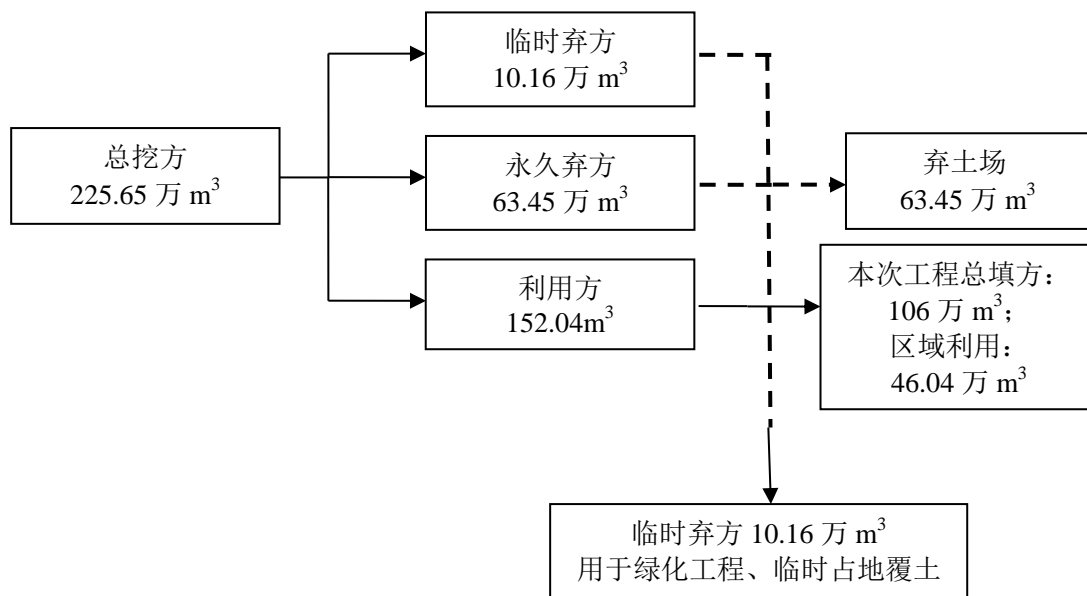 临时弃方
10.16 万 m³
总挖方
225.65 万 m³
永久弃方
63.45 万 m³
弃土场
63.45 万 m³
利用方
152.04m³
本次工程总填方：
106 万 m³；
区域利用：
46.04 万 m³
临时弃方 10.16 万 m³
用于绿化工程、临时占地覆土